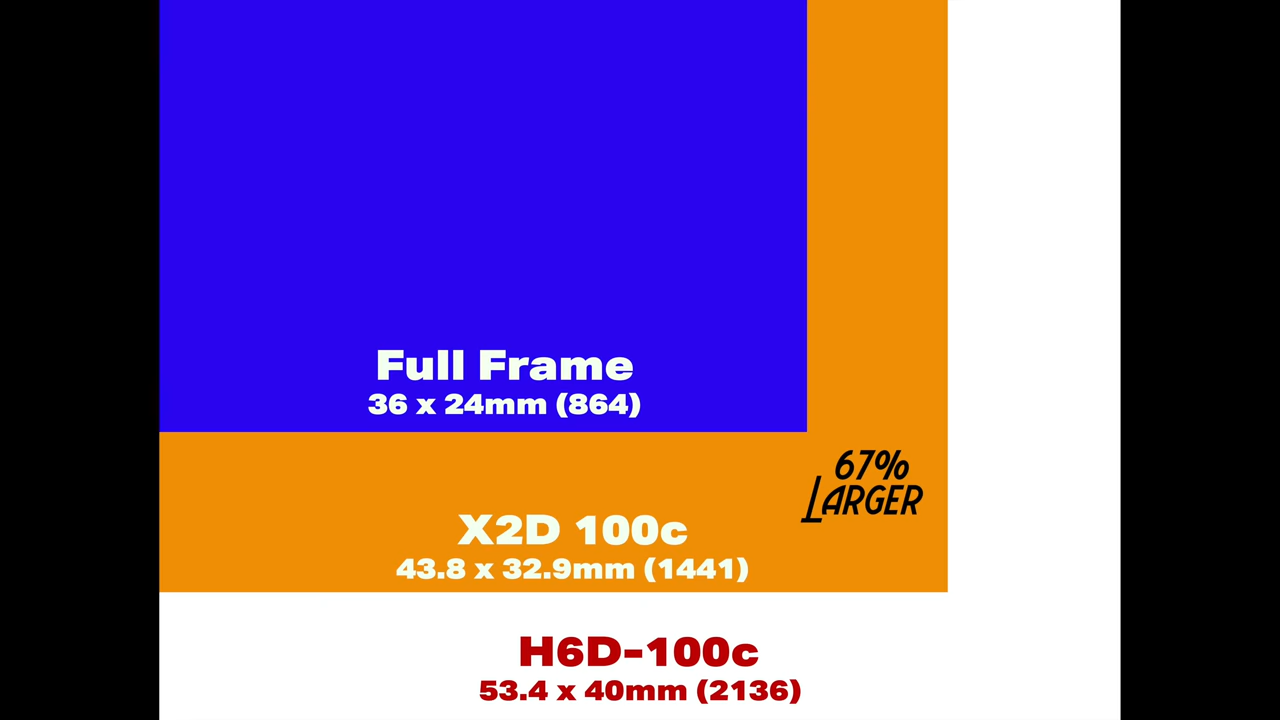 Full Frame
36 x 24mm (864)
67%
LARGER
X2D 100c
43.8 x 32.9mm (1441)
H6D-100c
53.4 x 40mm (2136)